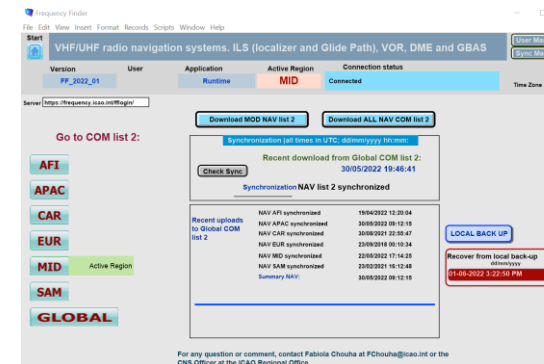 Frequency Finder
File Edit View Insert Format Records Scripts Window Help
Start
VHF/UHF radio navigation systems. ILS (localizer and Glide Path), VOR, DME and GBAS
Version User Application Active Region Connection status
FF_2022_01 Runtime MID Connected
Time Zone
Server https://frequency.icao.int/fflogin/
Download MOD NAV list 2 Download ALL NAV COM list 2
Go to COM list 2:
Synchronization (all times in UTC; dd/mm/yyyy hh:mm:
Recent download from Global COM list 2:
Check Sync 30/05/2022 19:46:41
Synchronization NAV list 2 synchronized
AFI
APAC
CAR
EUR
MID Active Region
SAM
GLOBAL
Recent uploads to Global COM list 2
NAV AFI synchronized 19/04/2022 12:20:04
NAV APAC synchronized 30/05/2022 09:12:15
NAV CAR synchronized 30/08/2021 22:55:47
NAV EUR synchronized 23/09/2018 00:10:34
NAV MID synchronized 22/05/2022 17:14:25
NAV SAM synchronized 23/02/2021 16:12:48
Summary NAV: 30/05/2022 09:12:15
LOCAL BACK UP
Recover from local back-up
dd/mm/yyyy
01-06-2022 3:22:50 PM
For any question or comment, contact Fabiola Chouha at FChouha@icao.int or the
CNS Officer at the ICAO Regional Office